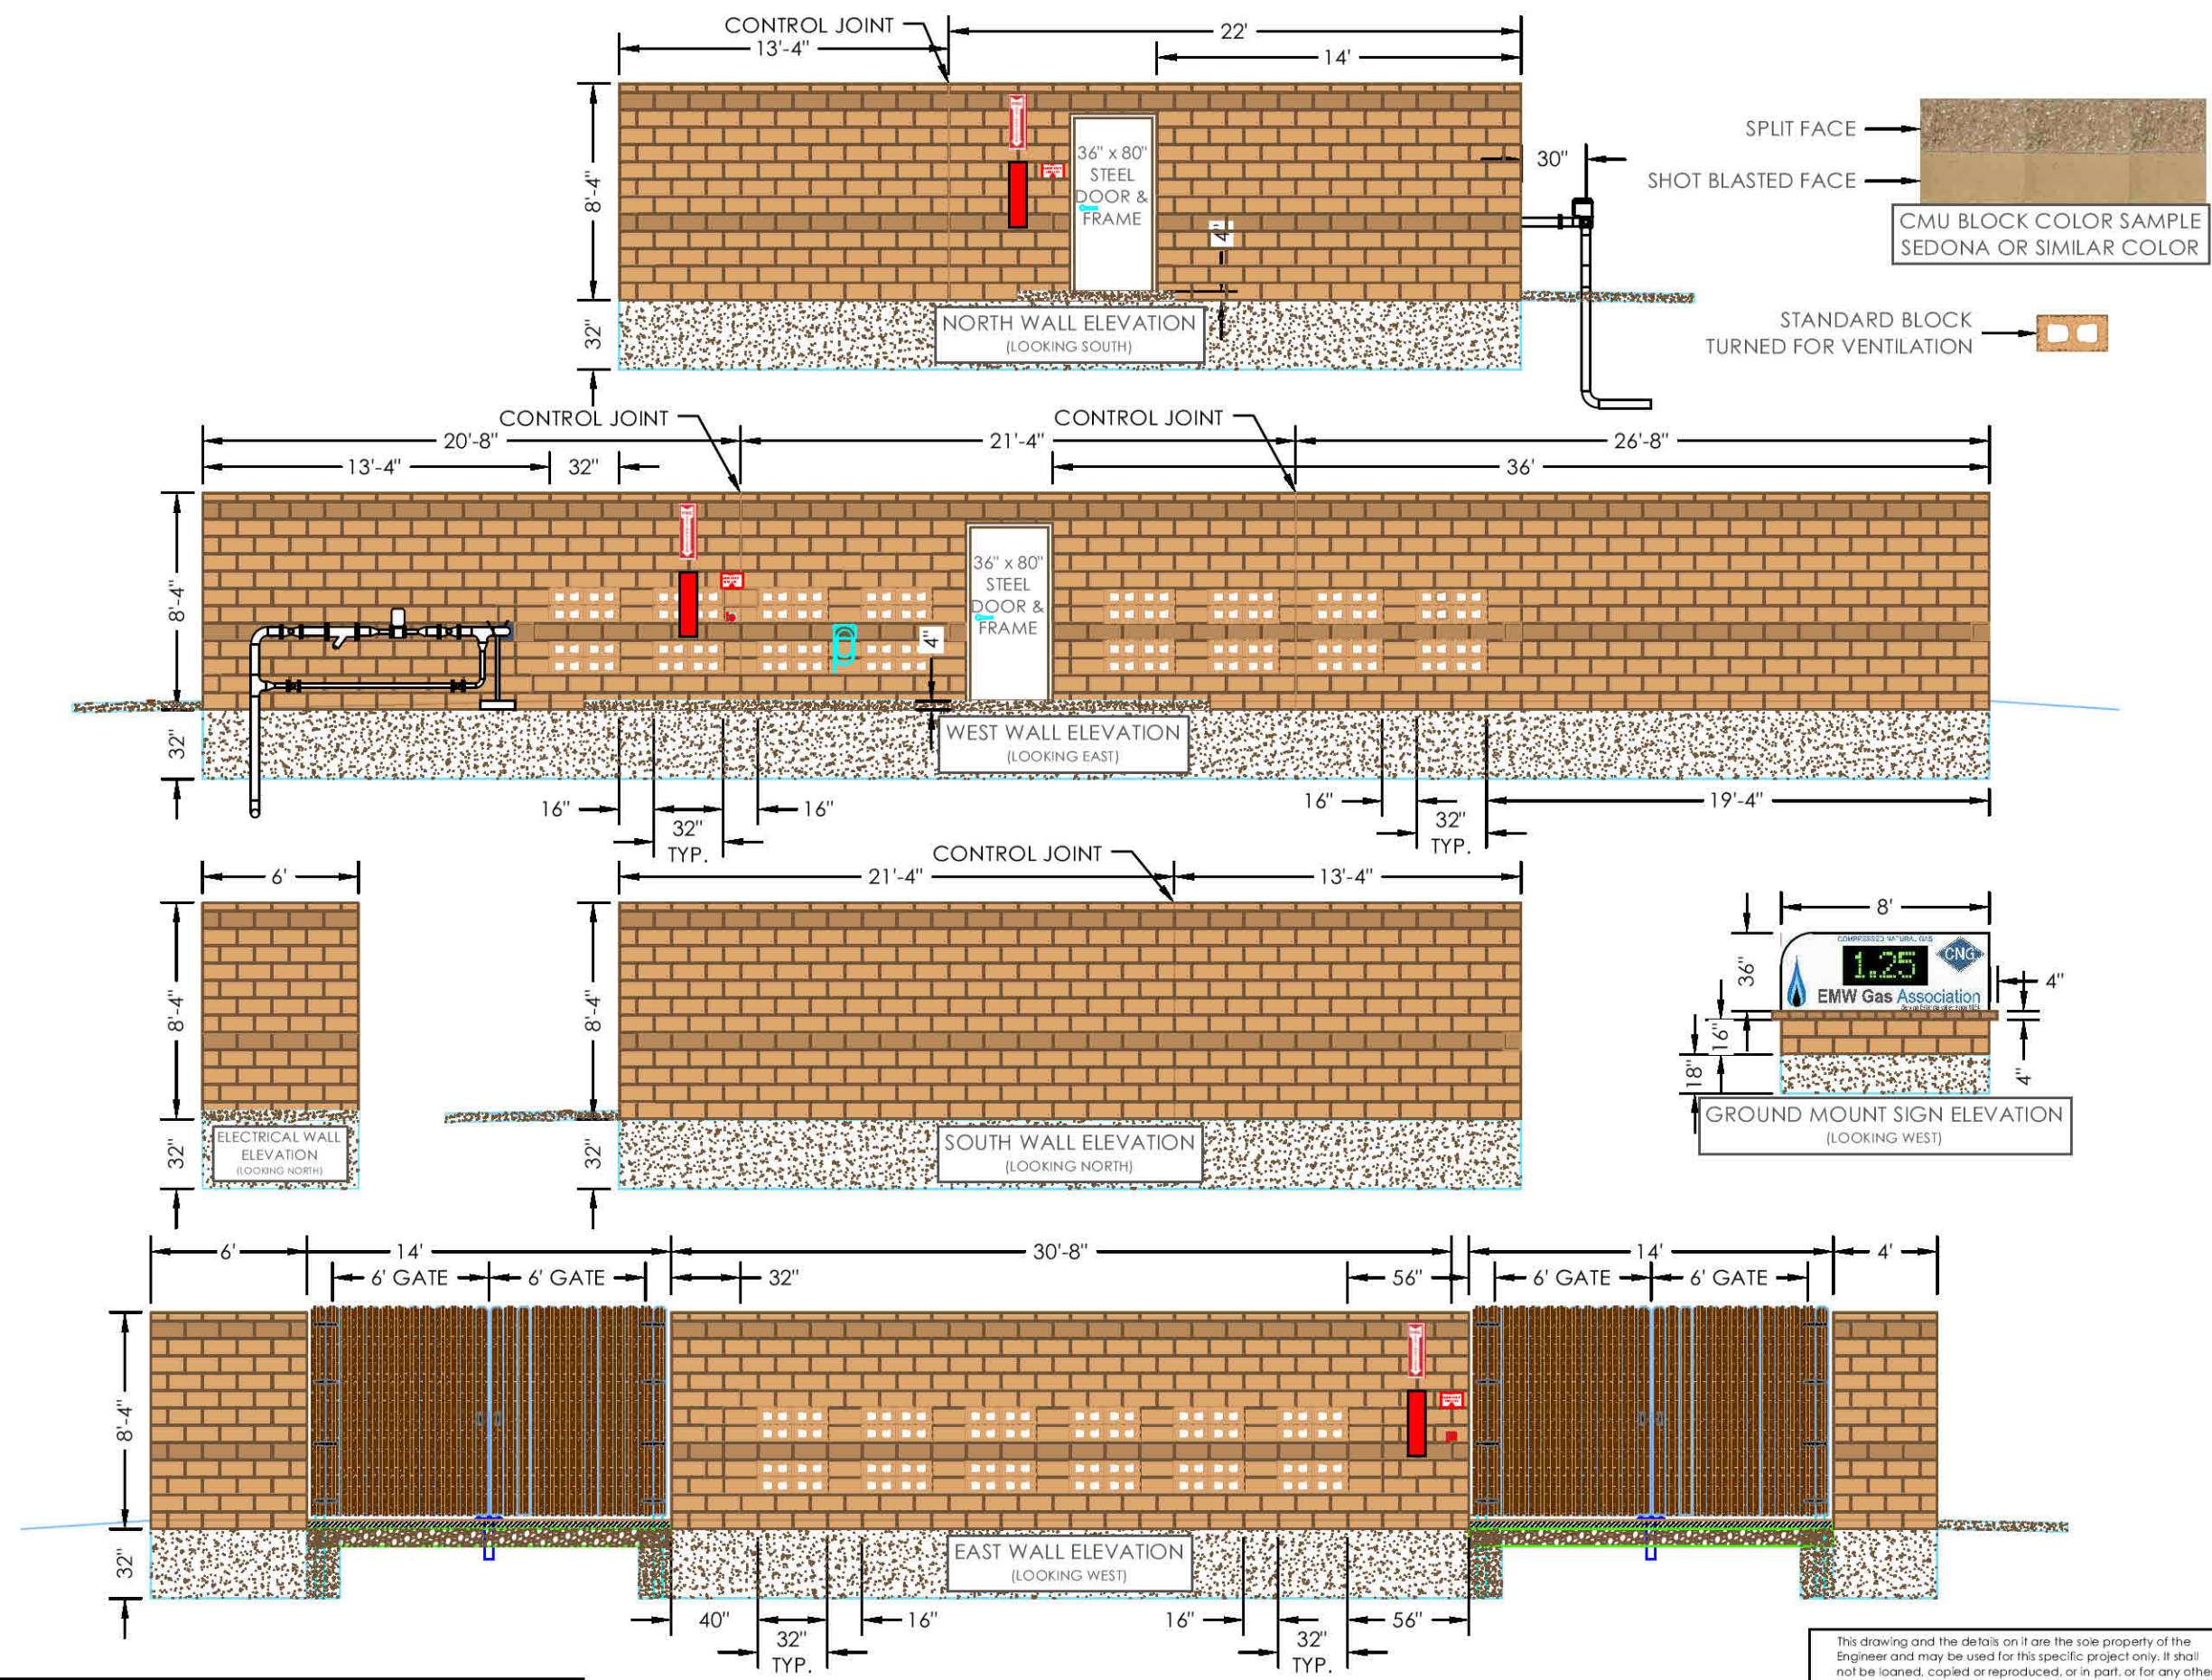 CONTROL JOINT
13'-4"
22'
14'
8'-4"
32"
36" x 80"
STEEL
DOOR &
FRAME
4"
30"
NORTH WALL ELEVATION
(LOOKING SOUTH)
SPLIT FACE
SHOT BLASTED FACE
CMU BLOCK COLOR SAMPLE
SEDONA OR SIMILAR COLOR
STANDARD BLOCK
TURNED FOR VENTILATION
CONTROL JOINT
CONTROL JOINT
20'-8"
21'-4"
26'-8"
13'-4"
32"
36'
8'-4"
32"
36" x 80"
STEEL
DOOR &
FRAME
4"
WEST WALL ELEVATION
(LOOKING EAST)
16"
32"
TYP.
16"
16"
32"
TYP.
19'-4"
6'
8'-4"
32"
ELECTRICAL WALL
ELEVATION
(LOOKING NORTH)
CONTROL JOINT
21'-4"
13'-4"
8'-4"
32"
SOUTH WALL ELEVATION
(LOOKING NORTH)
8'
36"
16"
18"
4"
4"
COMPRESSED NATURAL GAS
1.25
CNG
EMW Gas Association
GROUND MOUNT SIGN ELEVATION
(LOOKING WEST)
6'
14'
30'-8"
14'
4'
6' GATE
6' GATE
32"
56"
6' GATE
6' GATE
8'-4"
32"
EAST WALL ELEVATION
(LOOKING WEST)
40"
32"
TYP.
16"
16"
32"
TYP.
56"
This drawing and the details on it are the sole property of the
Engineer and may be used for this specific project only. It shall
not be loaned, copied or reproduced, or in part, or for any other